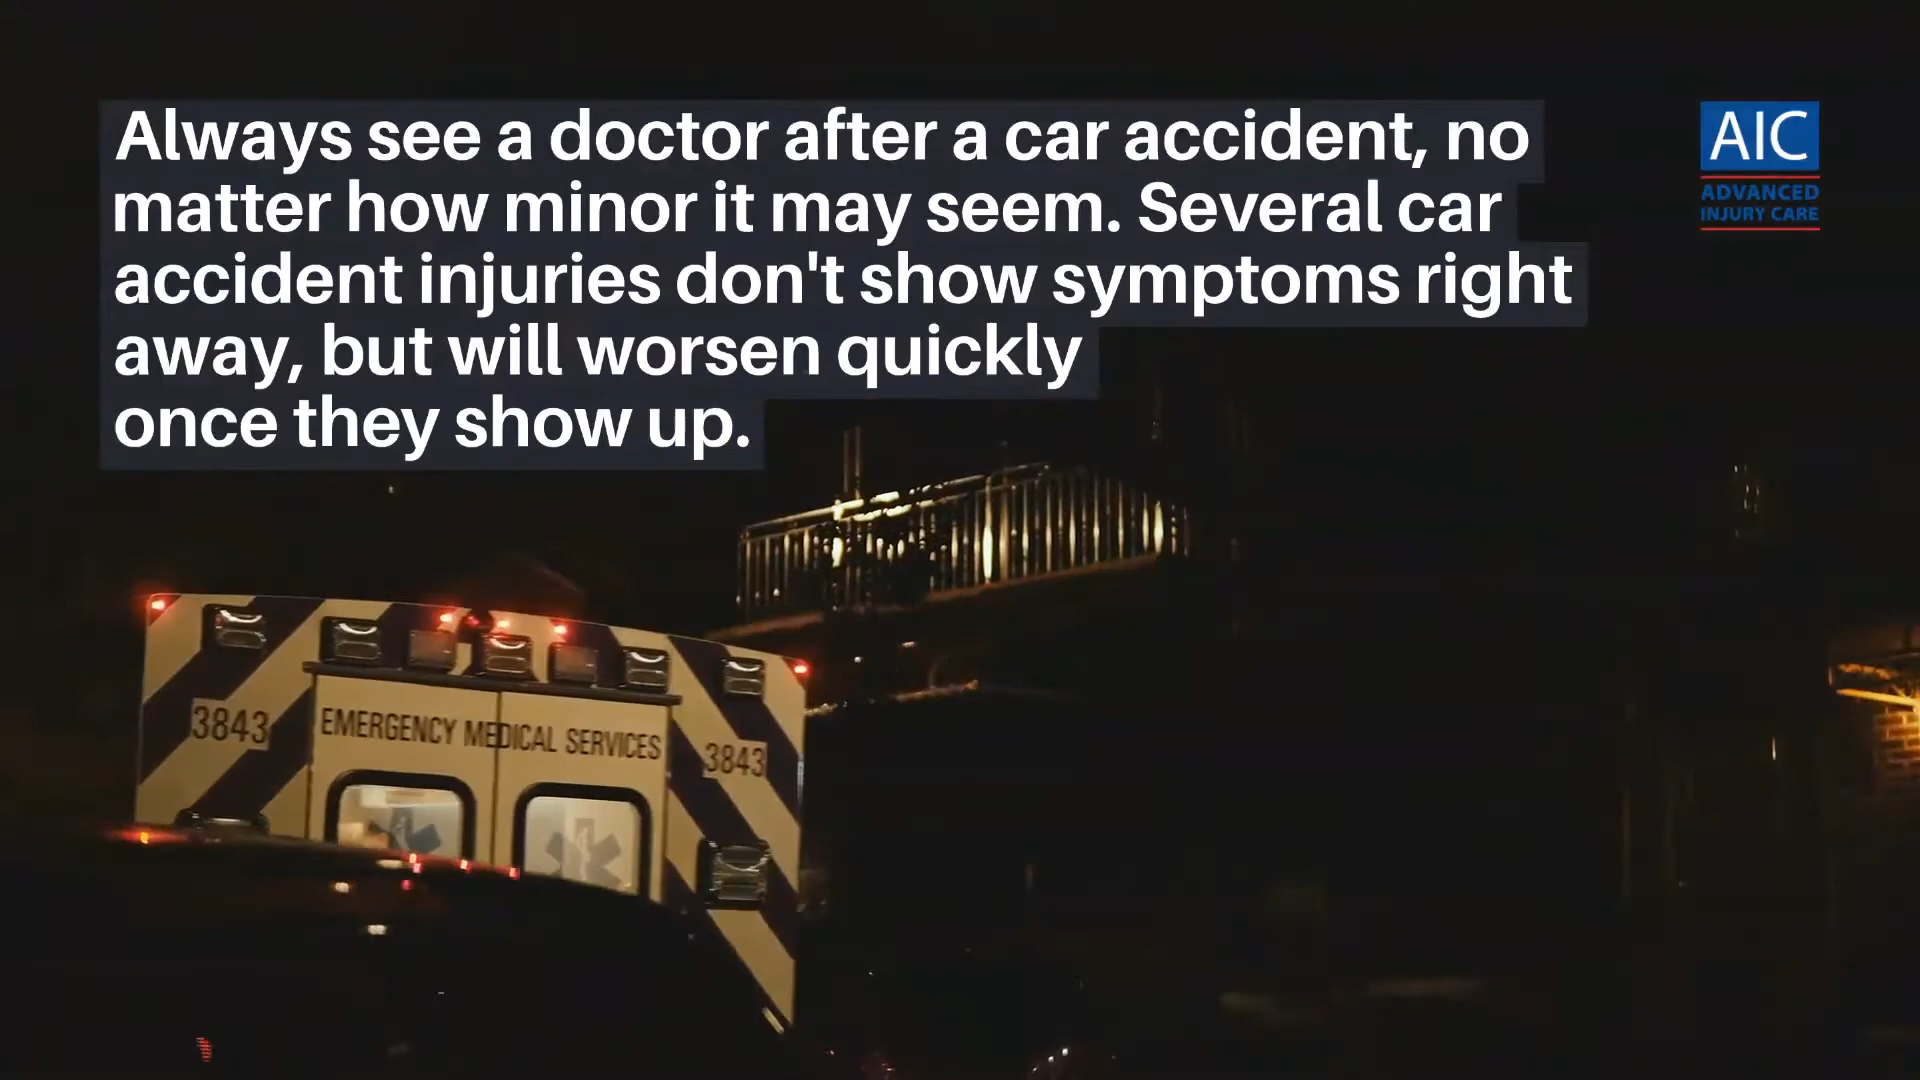 Always see a doctor after a car accident, no
matter how minor it may seem. Several car
accident injuries don't show symptoms right
away, but will worsen quickly
once they show up.
AIC
ADVANCED
INJURY CARE
3843
EMERGENCY MEDICAL SERVICES
3843